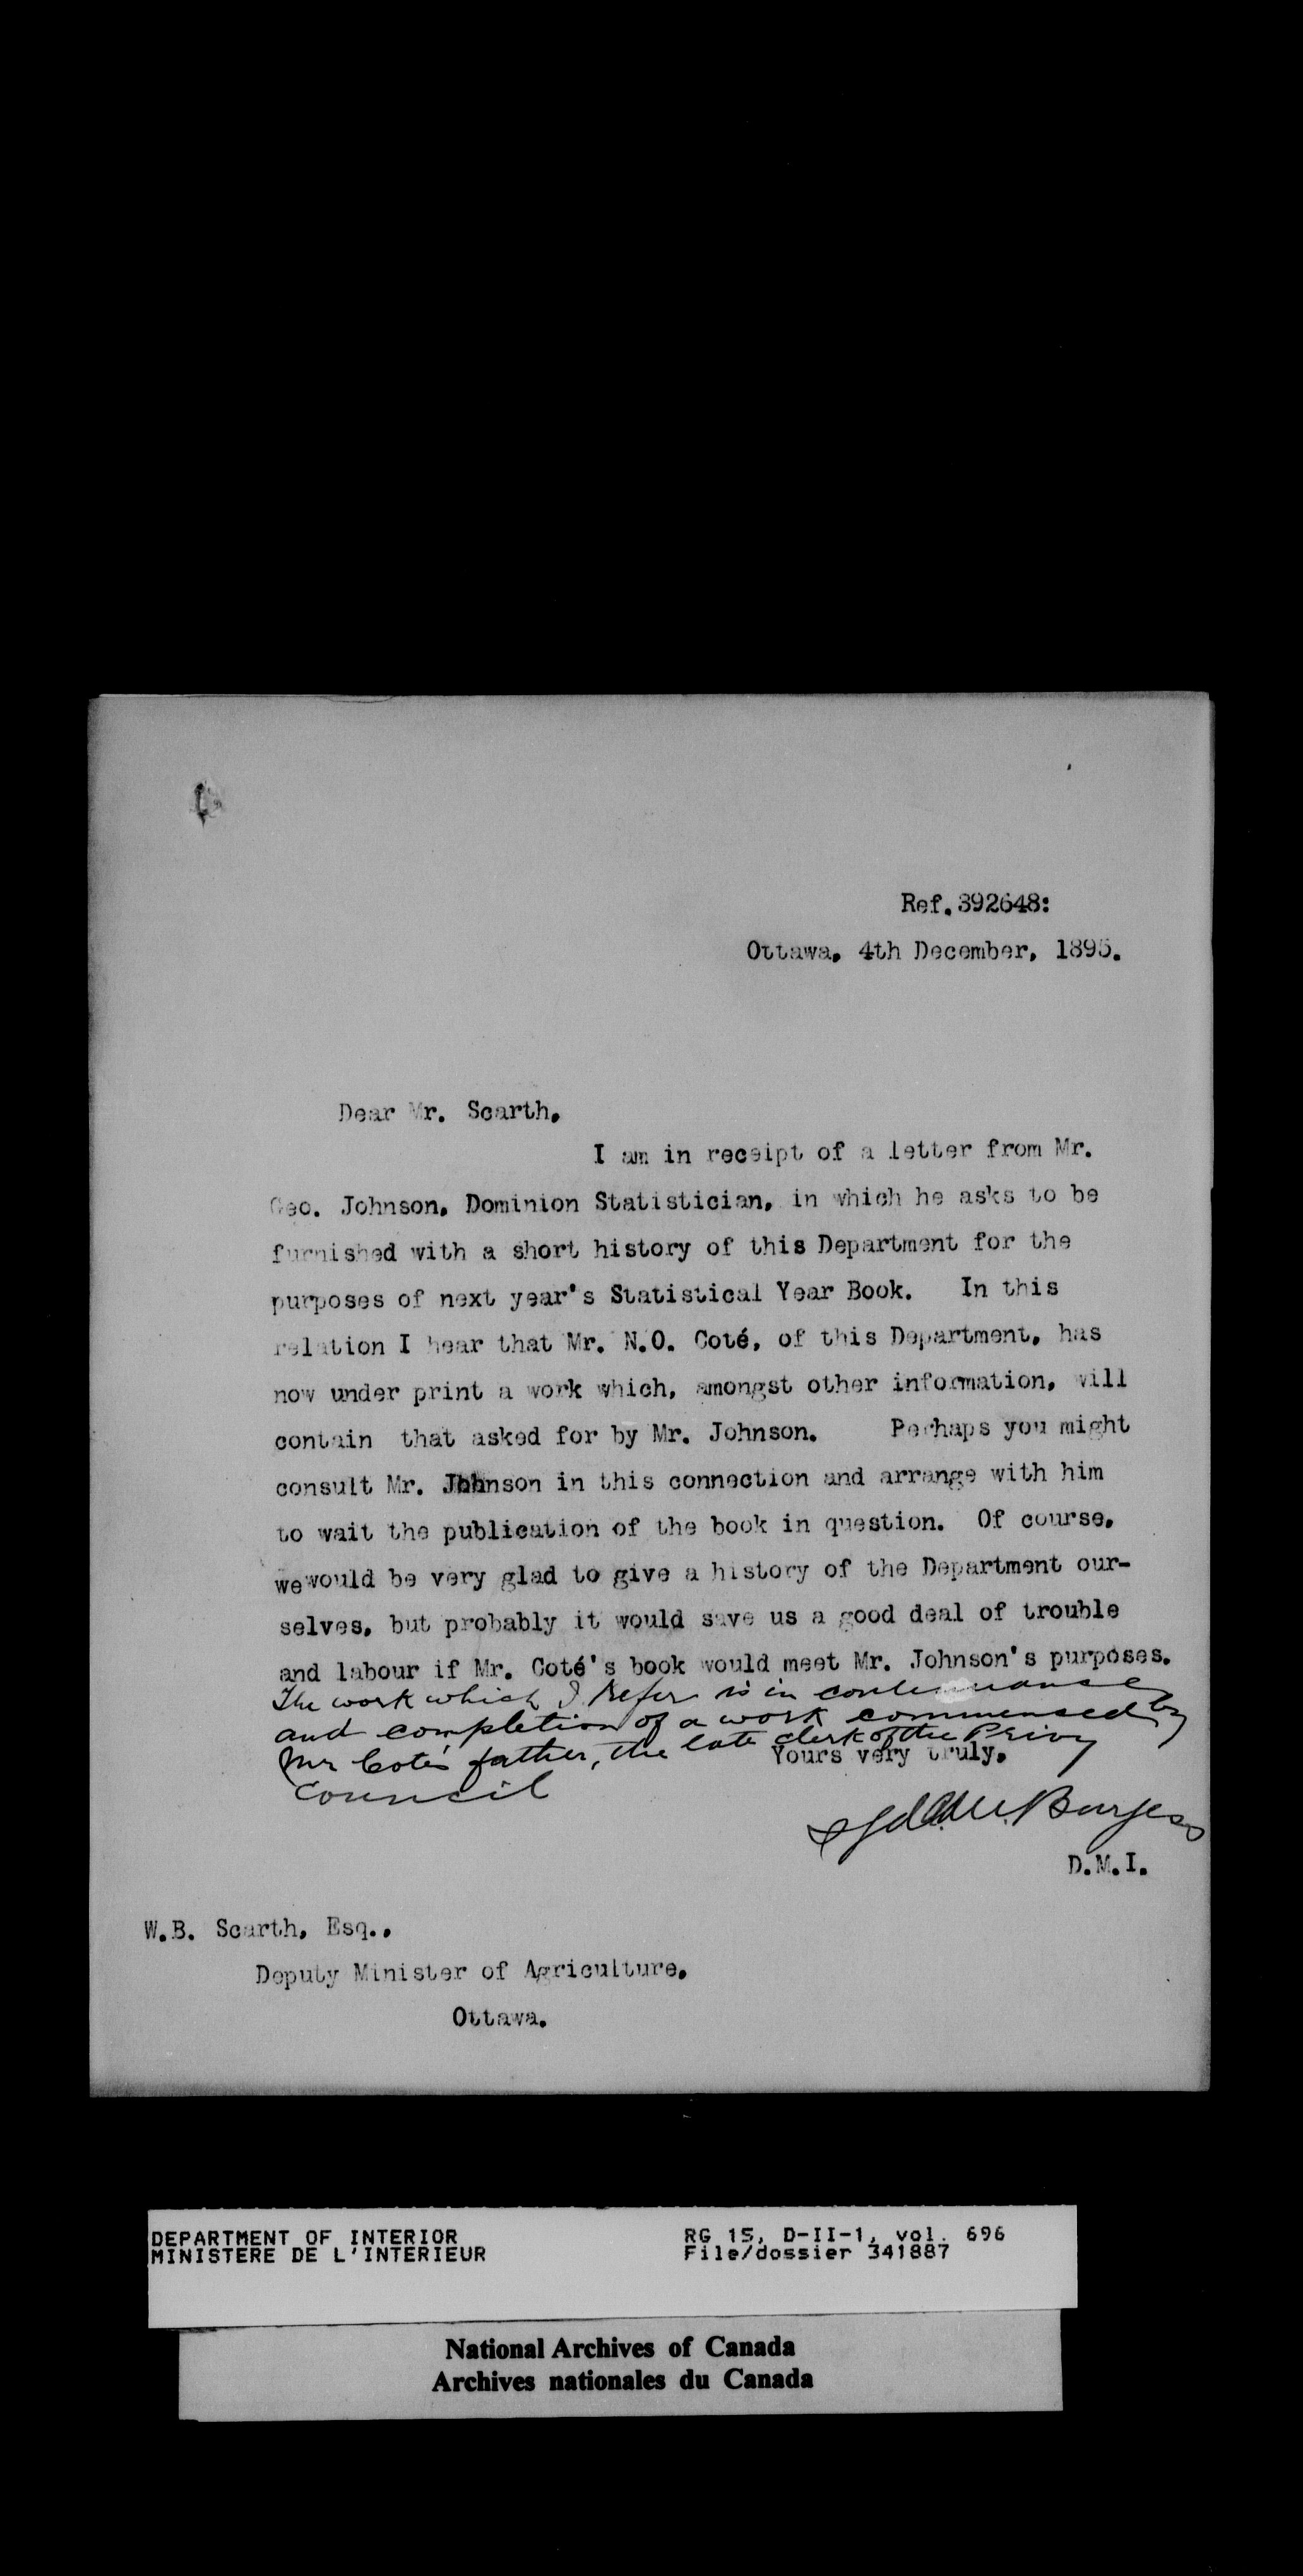 Ref. 392648:
Ottawa, 4th December, 1895.
Dear Mr. Scarth,
I am in receipt of a letter from Mr.
Geo. Johnson, Dominion Statistician, in which he asks to be
furnished with a short history of this Department for the
purposes of next year's Statistical Year Book. In this
relation I hear that Mr. N.O. Coté, of this Department, has
now under print a work which, amongst other information, will
contain that asked for by Mr. Johnson. Perhaps you might
consult Mr. Johnson in this connection and arrange with him
to wait the publication of the book in question. Of course,
we would be very glad to give a history of the Department our-
selves, but probably it would save us a good deal of trouble
and labour if Mr. Coté's book would meet Mr. Johnson's purposes.
The work which I refer is in continuance
and completion of a work commenced by
Mr Coté's father, the late clerk of the Privy
Council
Yours very truly,
Sgd A.M. Burgess
D.M.I.
W.B. Scarth, Esq.,
Deputy Minister of Agriculture,
Ottawa.
DEPARTMENT OF INTERIOR RG 15, D-II-1, vol. 696
MINISTERE DE L'INTERIEUR File/dossier 341887
National Archives of Canada
Archives nationales du Canada